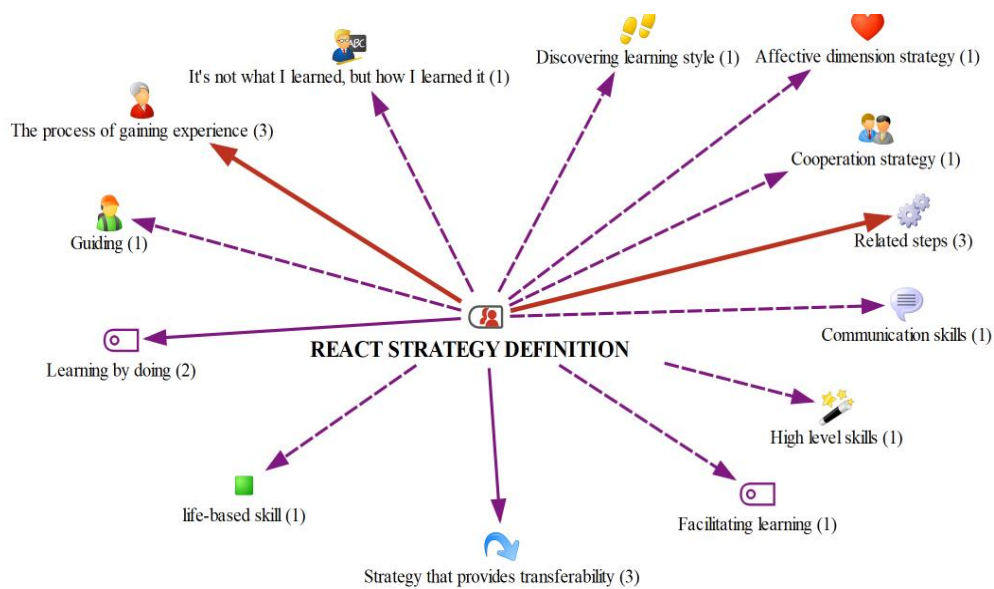 Discovering learning style (1)
Affective dimension strategy (1)
ABC
It's not what I learned, but how I learned it (1)
The process of gaining experience (3)
Cooperation strategy (1)
Guiding (1)
Related steps (3)
Communication skills (1)
REACT STRATEGY DEFINITION
Learning by doing (2)
High level skills (1)
life-based skill (1)
Facilitating learning (1)
Strategy that provides transferability (3)